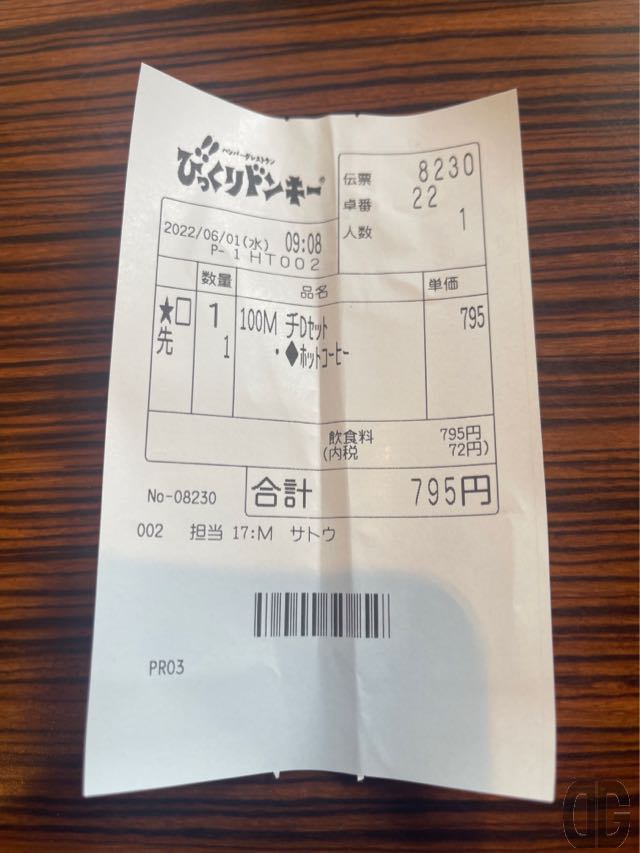 ハンバーグレストラン
びっくりドンキー
伝票 8230
卓番 22
人数 1
2022/06/01(水) 09:08
P- 1 HT002
数量 品名 単価
★□ 1 100M チDセット 795
先 1 ・♦ホットコーヒー
飲食料 795円
(内税 72円)
No-08230 合計 795円
002 担当 17:M サトウ
PR03
DG